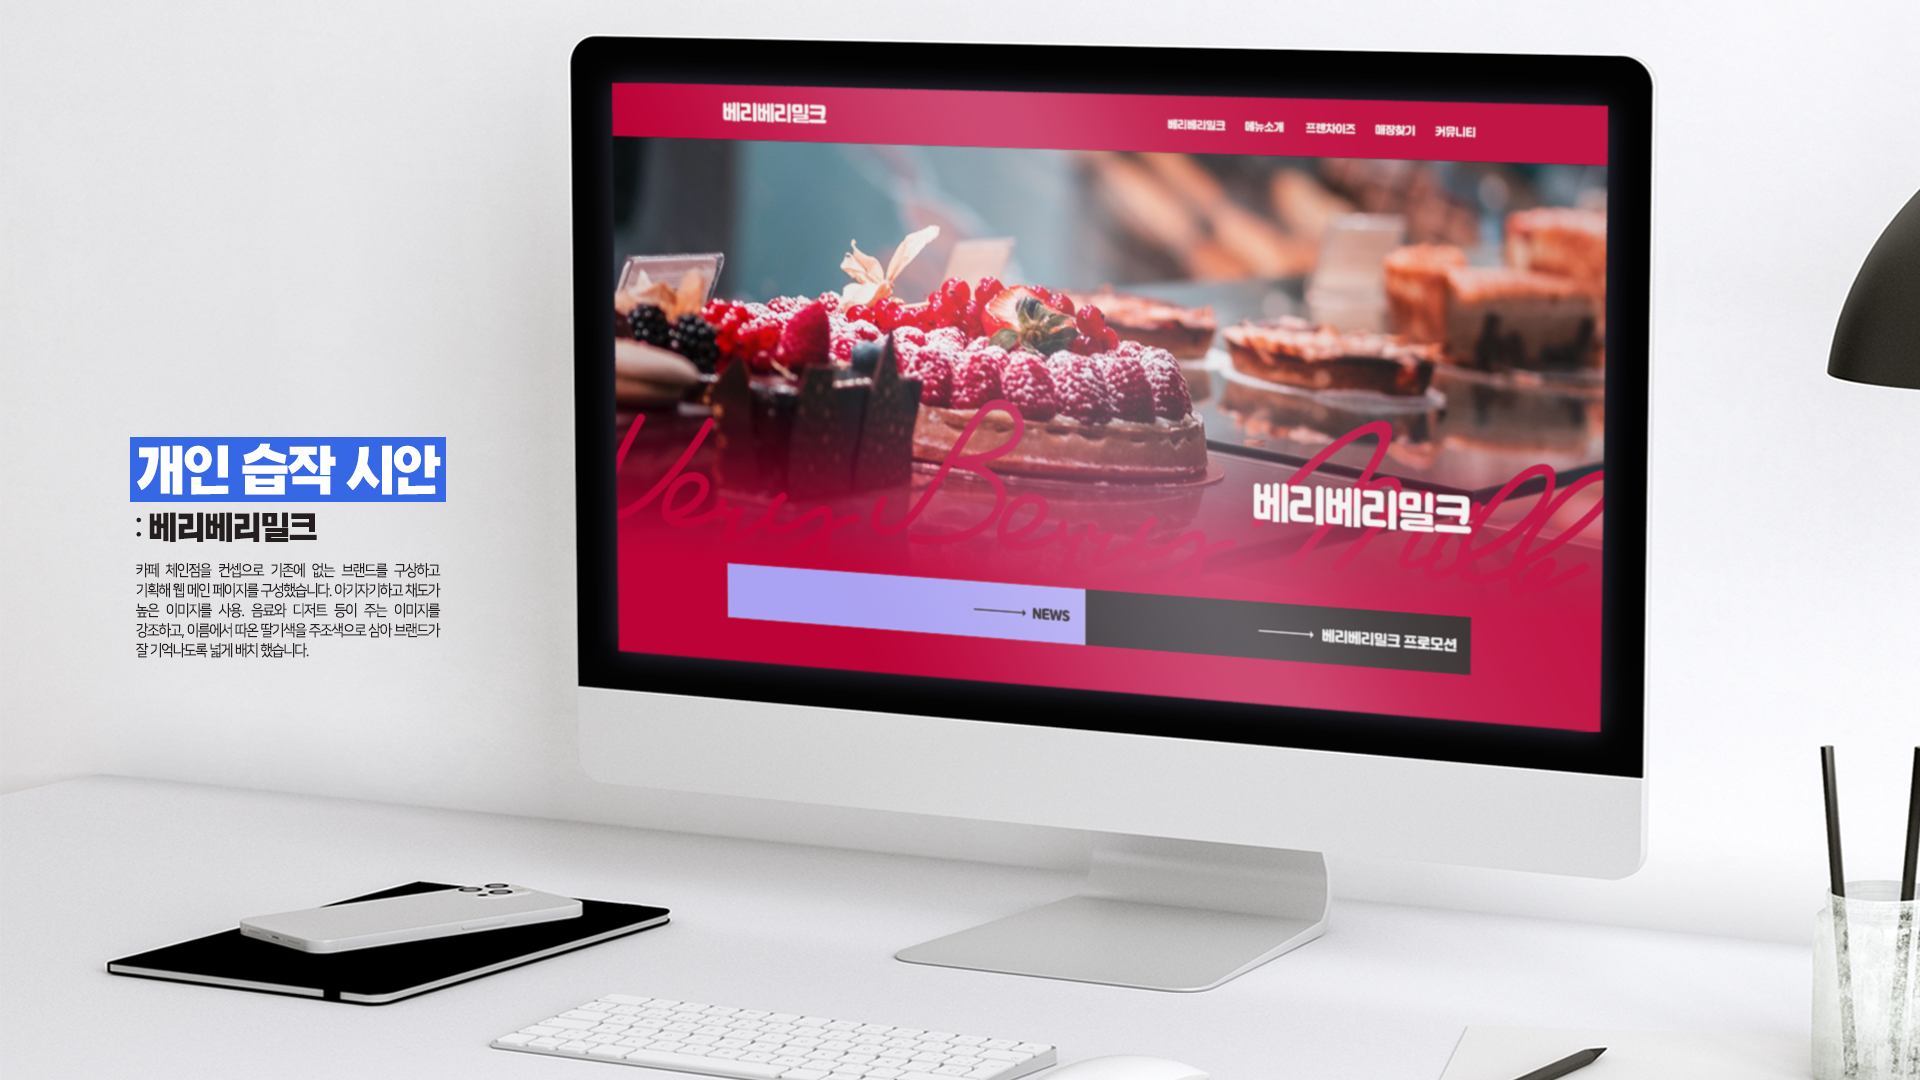 개인 습작 시안
: 베리베리밀크
카페 체인점을 컨셉으로 기존에 없는 브랜드를 구상하고
기획해 웹 메인 페이지를 구성했습니다. 아기자기하고 채도가
높은 이미지를 사용. 음료와 디저트 등이 주는 이미지를
강조하고, 이름에서 따온 딸기색을 주조색으로 삼아 브랜드가
잘 기억나도록 넓게 배치 했습니다.
베리베리밀크
베리베리밀크 메뉴소개 프랜차이즈 매장찾기 커뮤니티
Very Berry
베리베리밀크
NEWS
베리베리밀크 프로모션